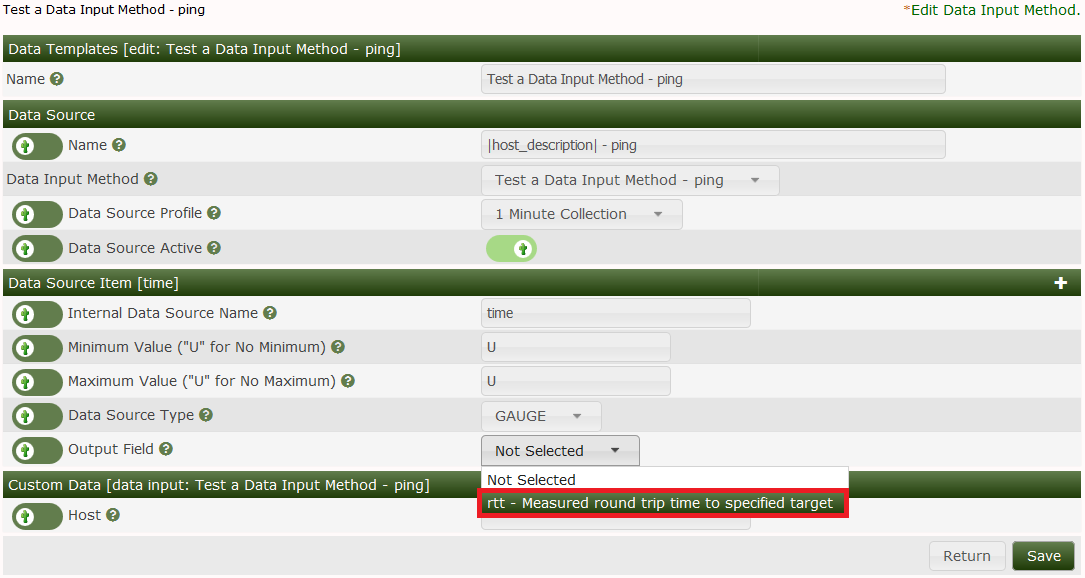 Test a Data Input Method - ping
*Edit Data Input Method.
Data Templates [edit: Test a Data Input Method - ping]
Name
Test a Data Input Method - ping
Data Source
Name
|host_description| - ping
Data Input Method
Test a Data Input Method - ping
Data Source Profile
1 Minute Collection
Data Source Active
Data Source Item [time]
Internal Data Source Name
time
Minimum Value ("U" for No Minimum)
U
Maximum Value ("U" for No Maximum)
U
Data Source Type
GAUGE
Output Field
Not Selected
Not Selected
Custom Data [data input: Test a Data Input Method - ping]
rtt - Measured round trip time to specified target
Host
Return
Save